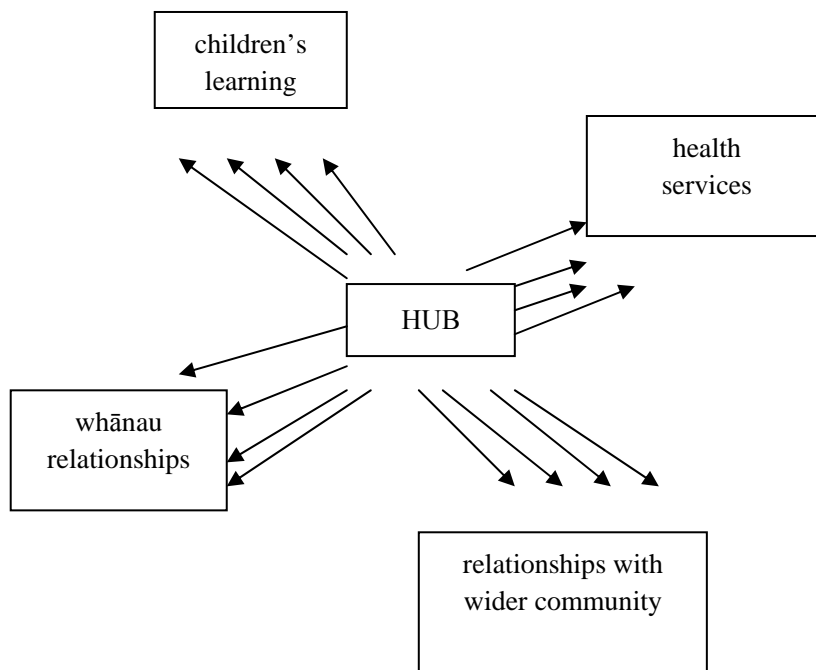 children’s
learning
health
services
HUB
whānau
relationships
relationships with
wider community